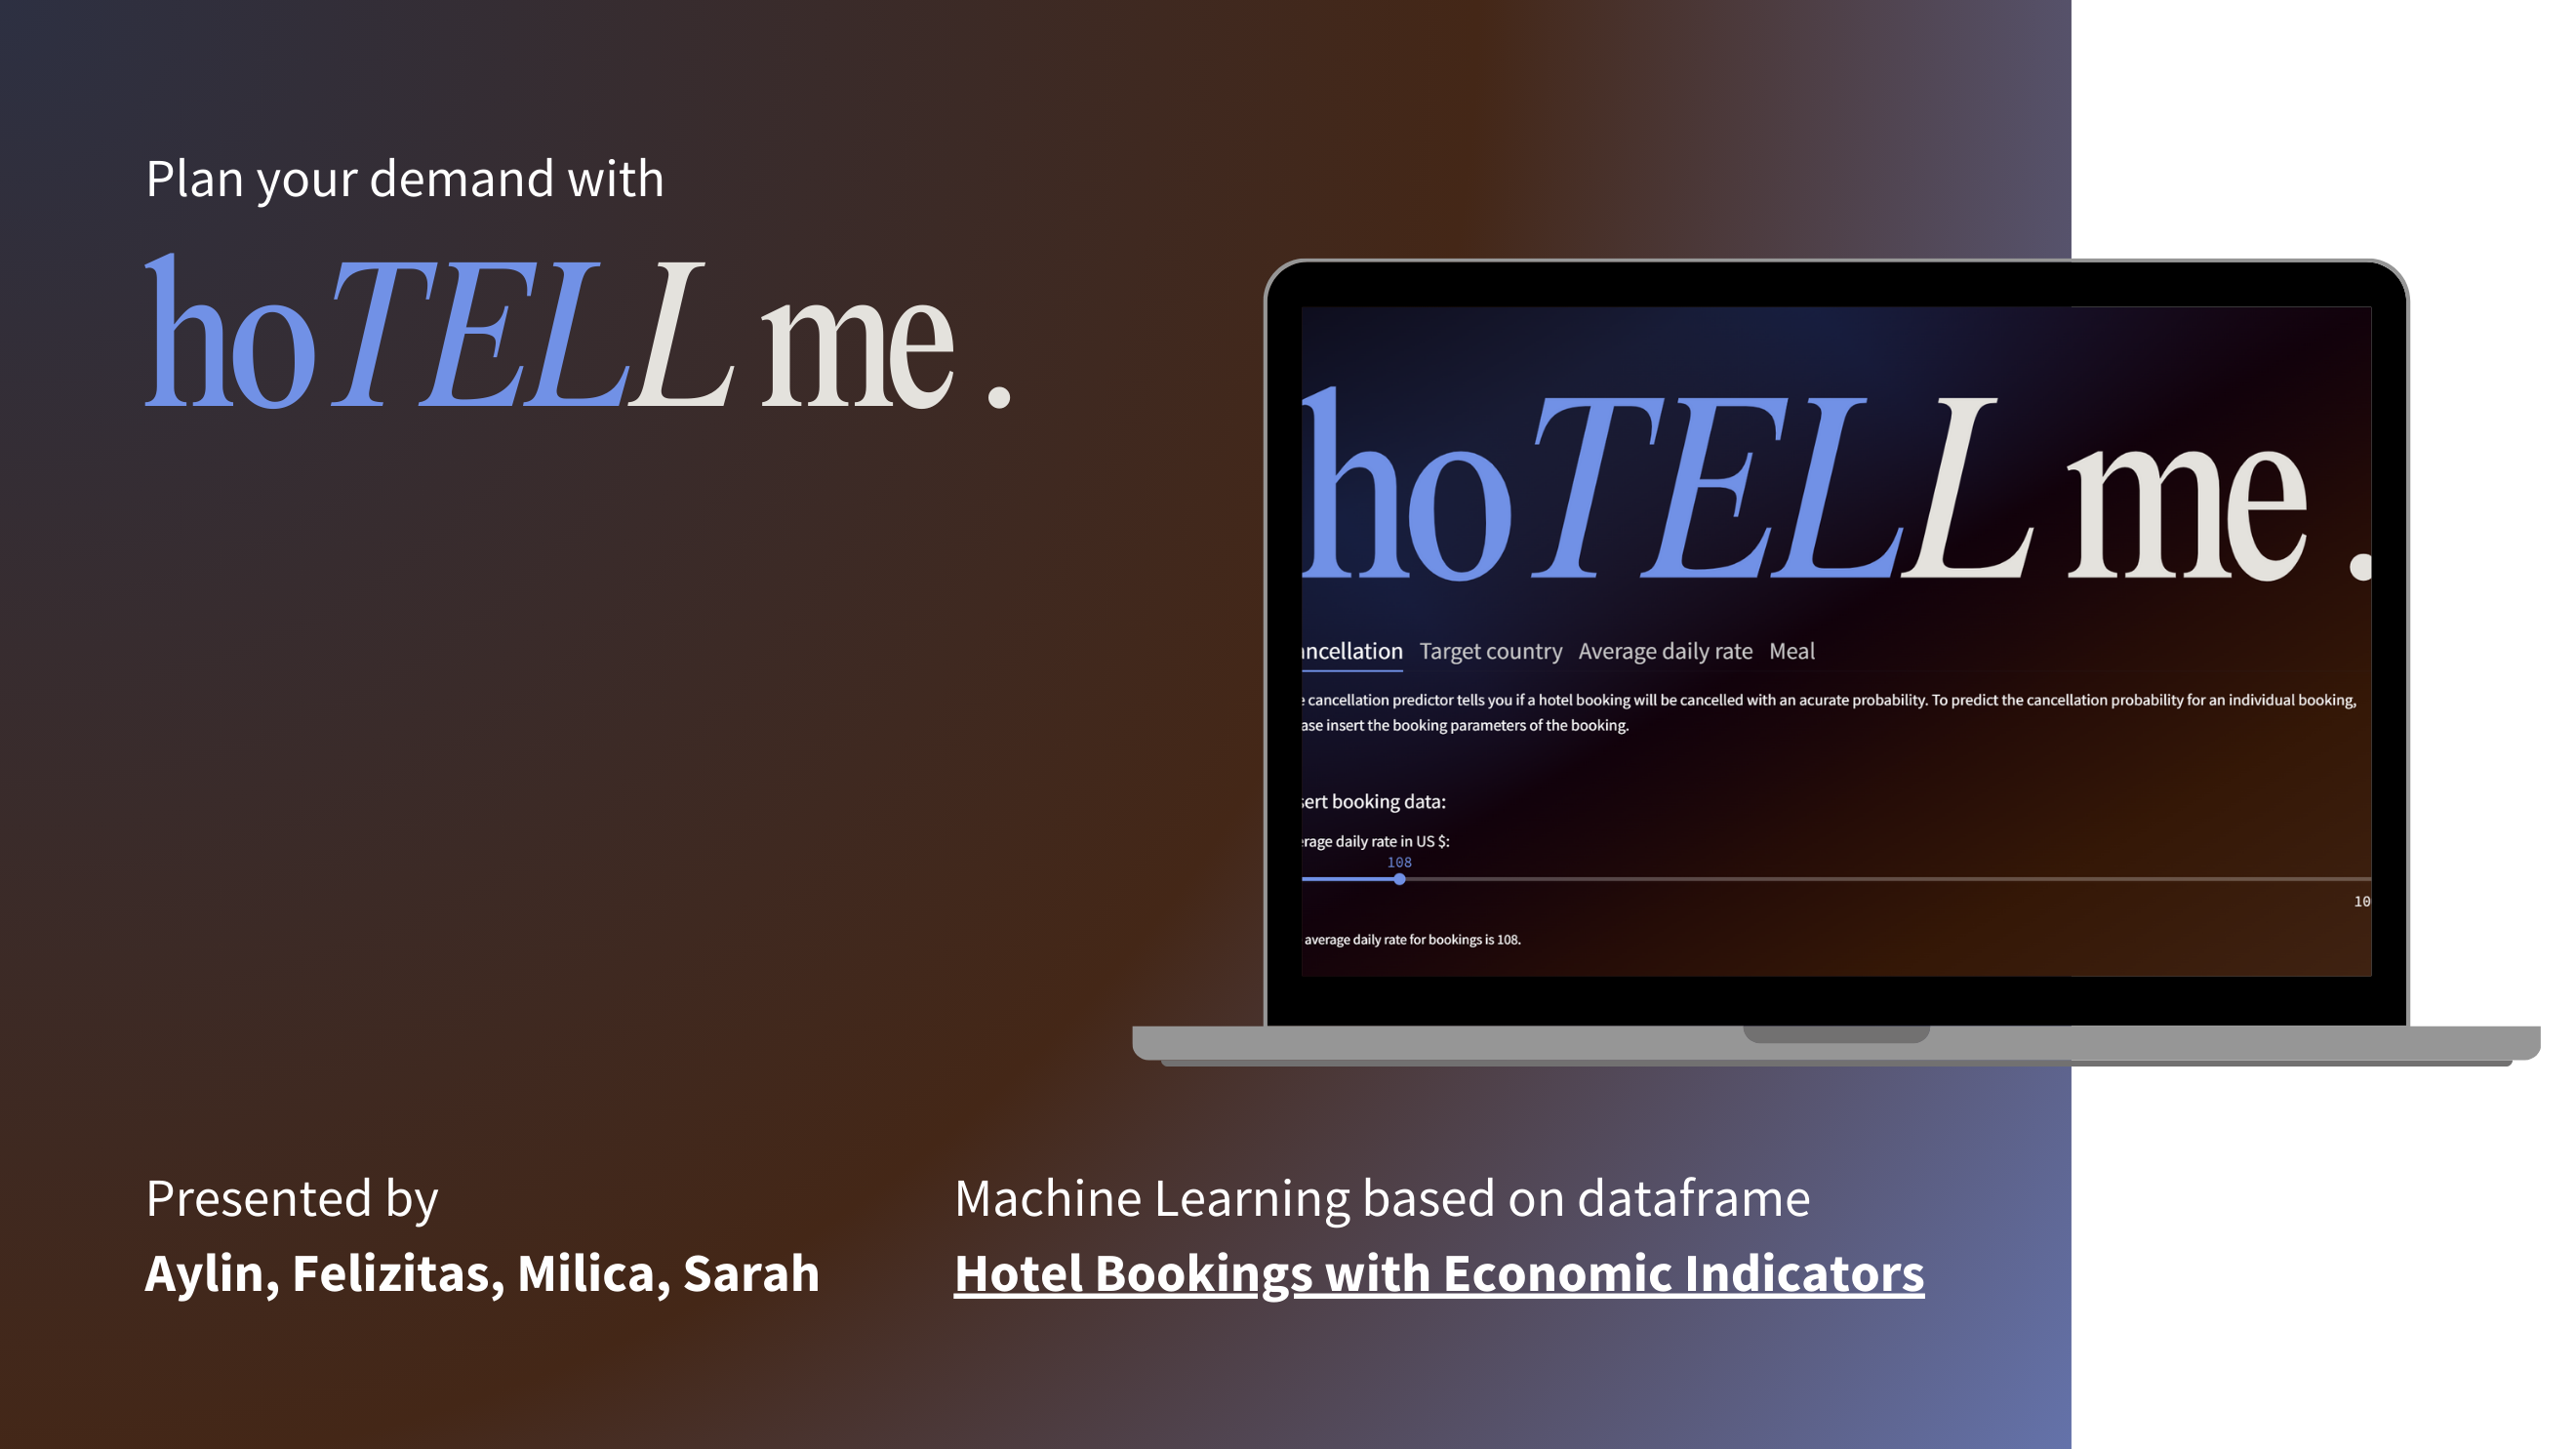 Plan your demand with
hoTELL me.
hoTELL me.
ancellation Target country Average daily rate Meal
e cancellation predictor tells you if a hotel booking will be cancelled with an acurate probability. To predict the cancellation probability for an individual booking,
ase insert the booking parameters of the booking.
sert booking data:
erage daily rate in US $:
108
10
average daily rate for bookings is 108.
Presented by
Aylin, Felizitas, Milica, Sarah
Machine Learning based on dataframe
Hotel Bookings with Economic Indicators